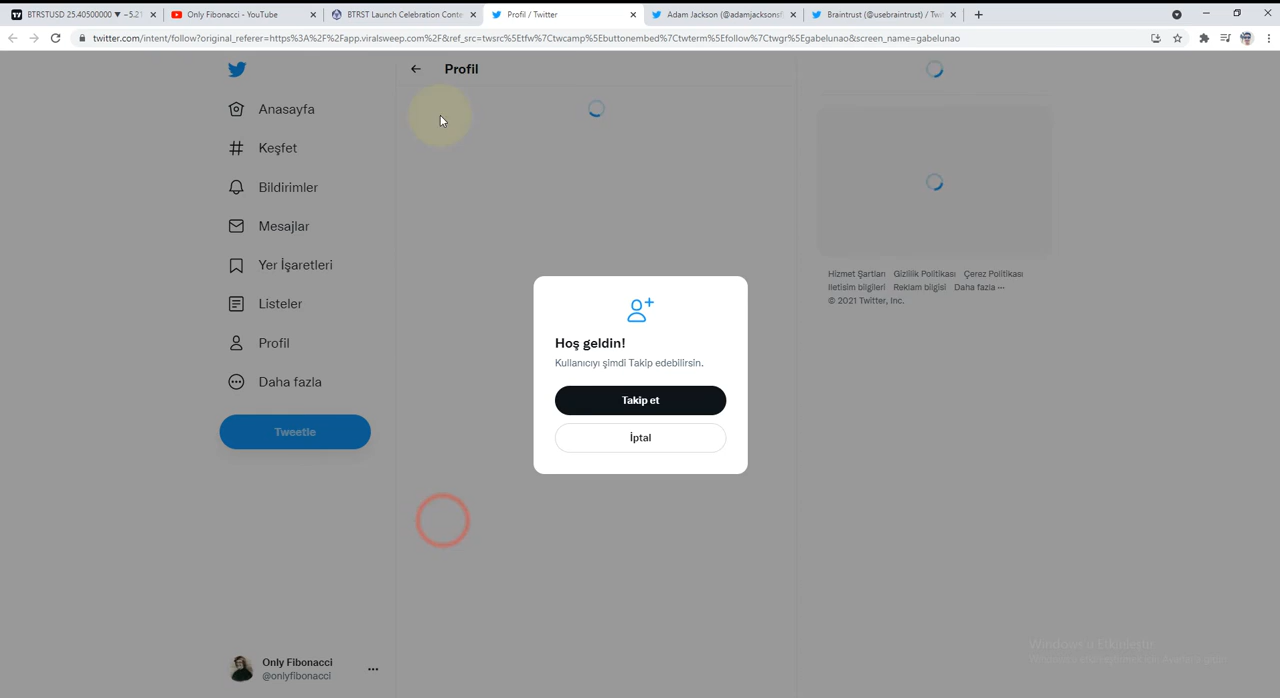 BTRSTUSD 25.40500000 ▼ −5.21
Only Fibonacci - YouTube
BTRST Launch Celebration Conte
Profil / Twitter
Adam Jackson (@adamjacksonsf
Braintrust (@usebraintrust) / Twi
twitter.com/intent/follow?original_referer=https%3A%2F%2Fapp.viralsweep.com%2F&ref_src=twsrc%5Etfw%7Ctwcamp%5Ebuttonembed%7Ctwterm%5Efollow%7Ctwgr%5Egabelunao&screen_name=gabelunao
Profil
Anasayfa
Keşfet
Bildirimler
Mesajlar
Yer İşaretleri
Listeler
Profil
Daha fazla
Tweetle
Hoş geldin!
Kullanıcıyı şimdi Takip edebilirsin.
Takip et
İptal
Hizmet Şartları Gizlilik Politikası Çerez Politikası
İletişim bilgileri Reklam bilgisi Daha fazla ···
© 2021 Twitter, Inc.
Only Fibonacci
@onlyfibonacci
Windows'u Etkinleştir